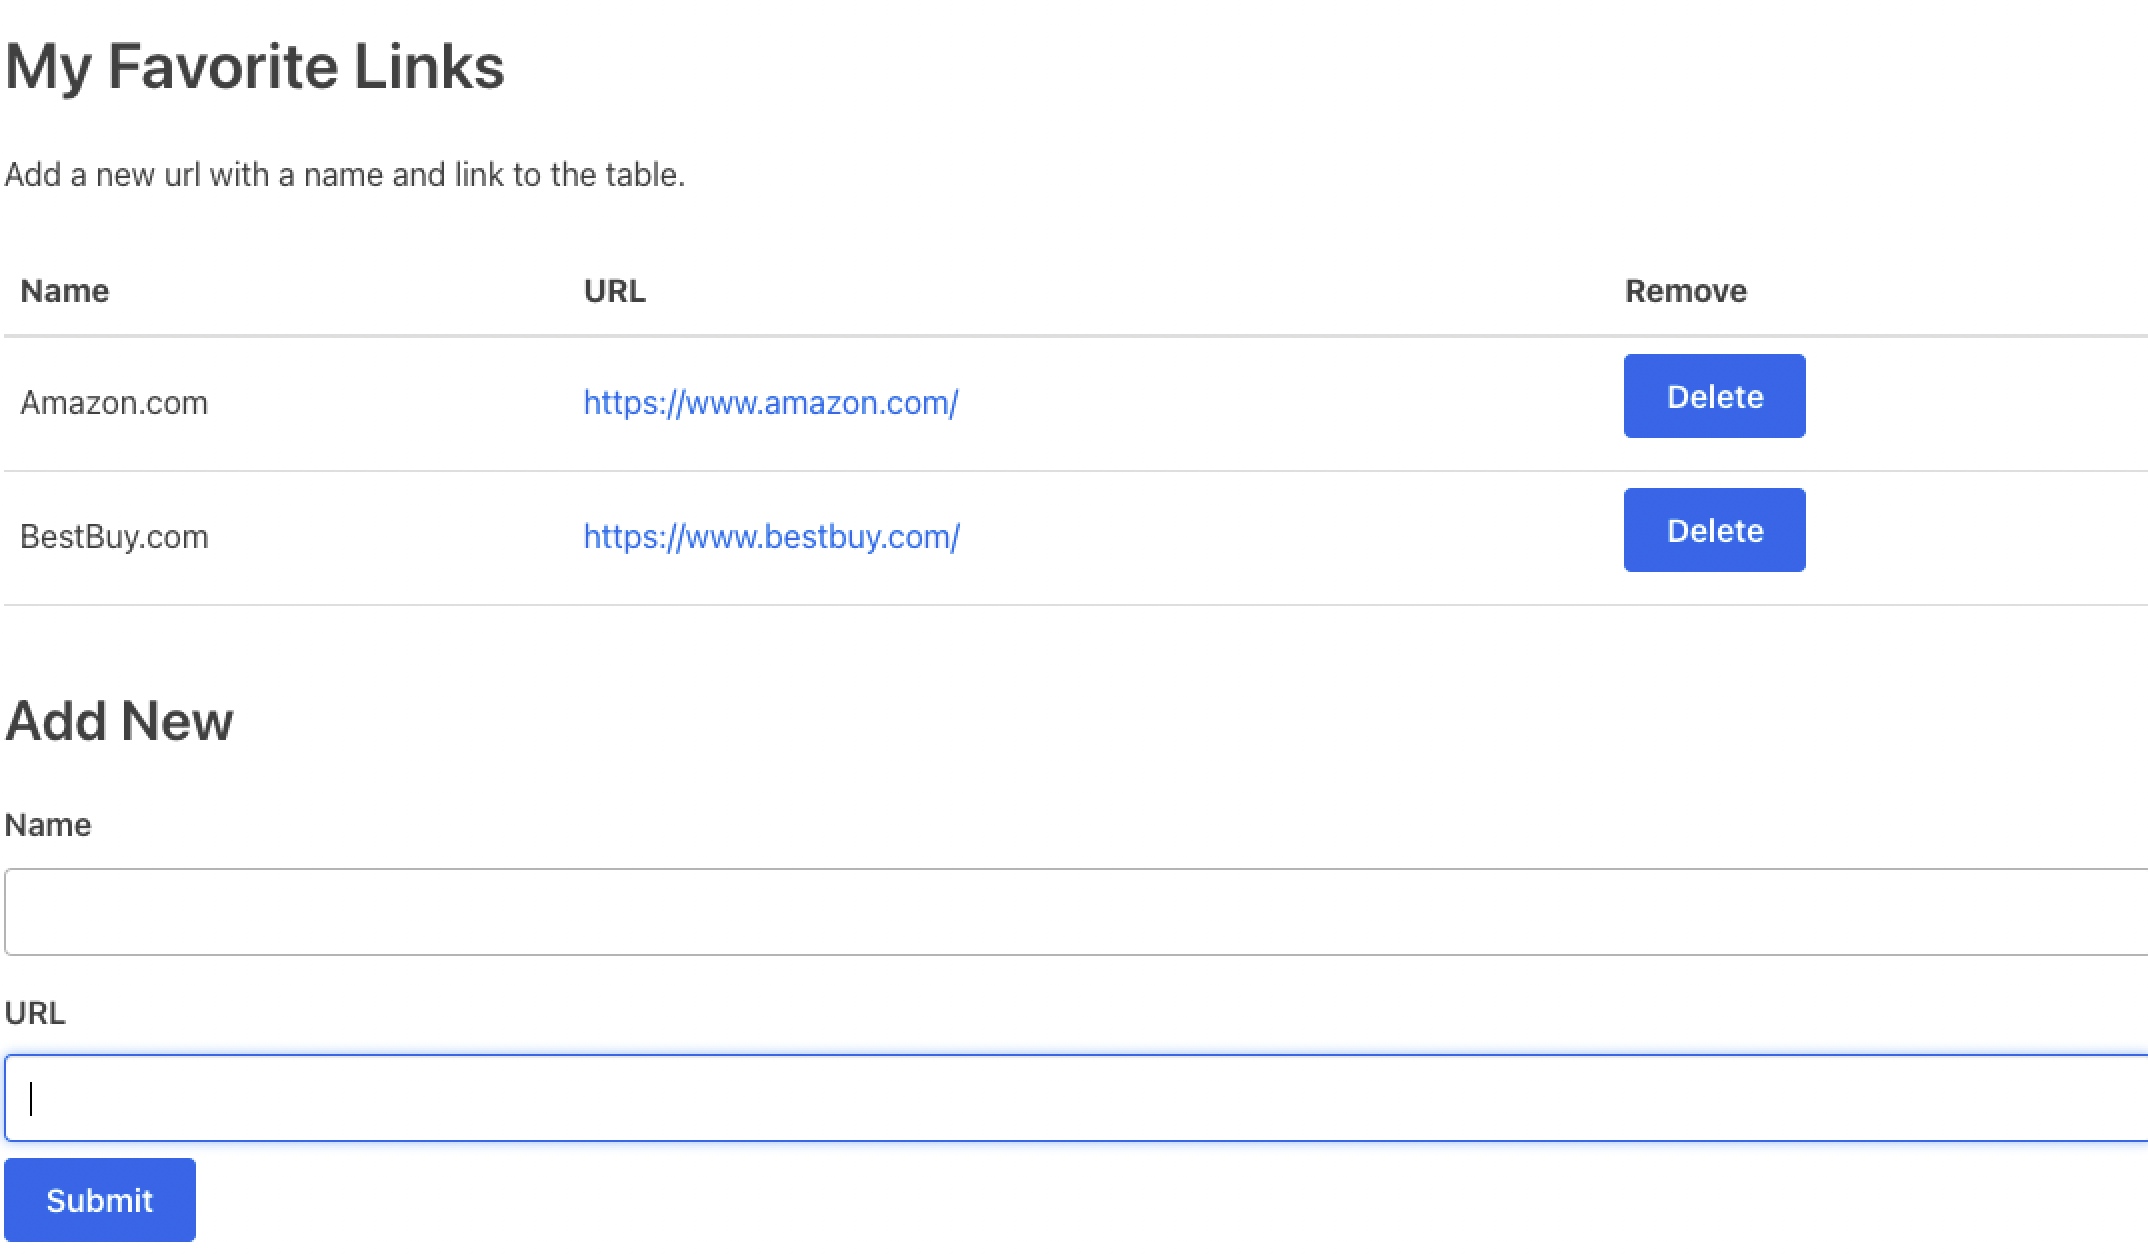 My Favorite Links
Add a new url with a name and link to the table.
Name URL Remove
Amazon.com https://www.amazon.com/ Delete
BestBuy.com https://www.bestbuy.com/ Delete
Add New
Name
URL
Submit